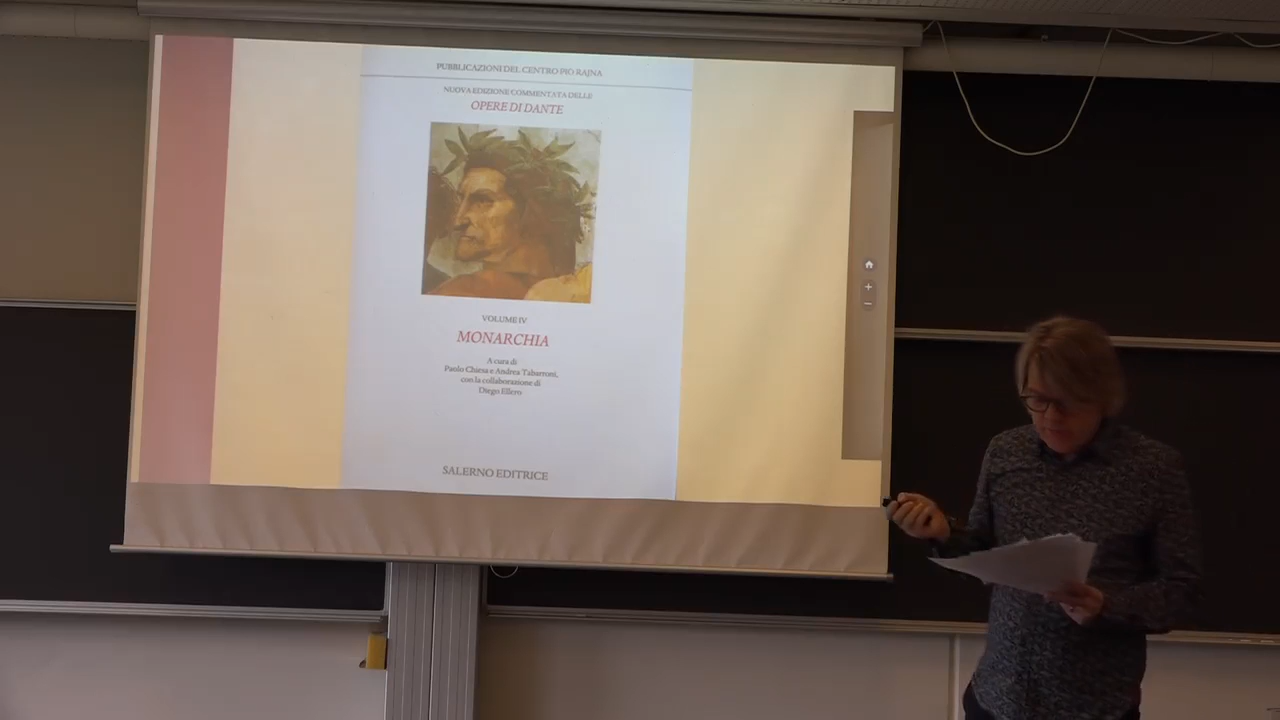 PUBBLICAZIONI DEL CENTRO PIO RAJNA
NUOVA EDIZIONE COMMENTATA DELLE
OPERE DI DANTE
VOLUME IV
MONARCHIA
A cura di
Paolo Chiesa e Andrea Tabarroni,
con la collaborazione di
Diego Ellero
SALERNO EDITRICE